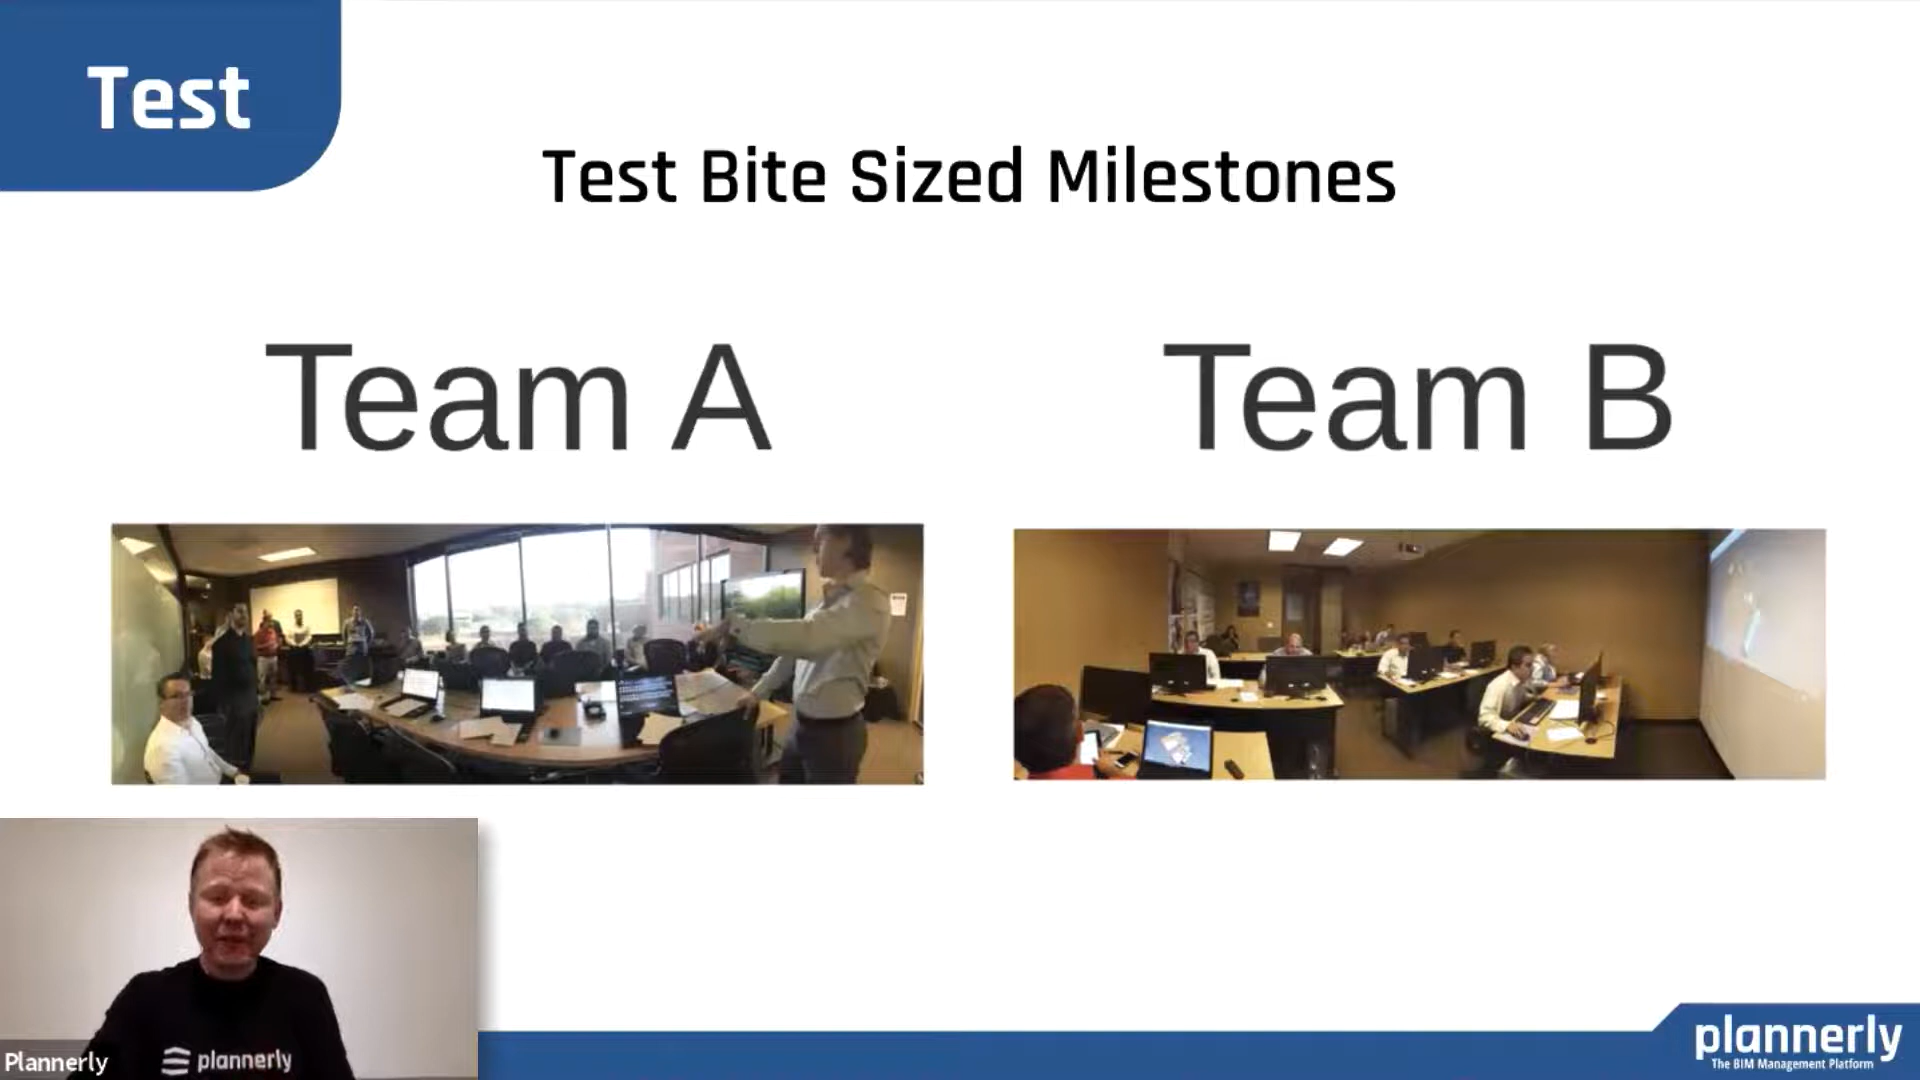 Test
Test Bite Sized Milestones
Team A
Team B
Plannerly
plannerly
plannerly
The BIM Management Platform